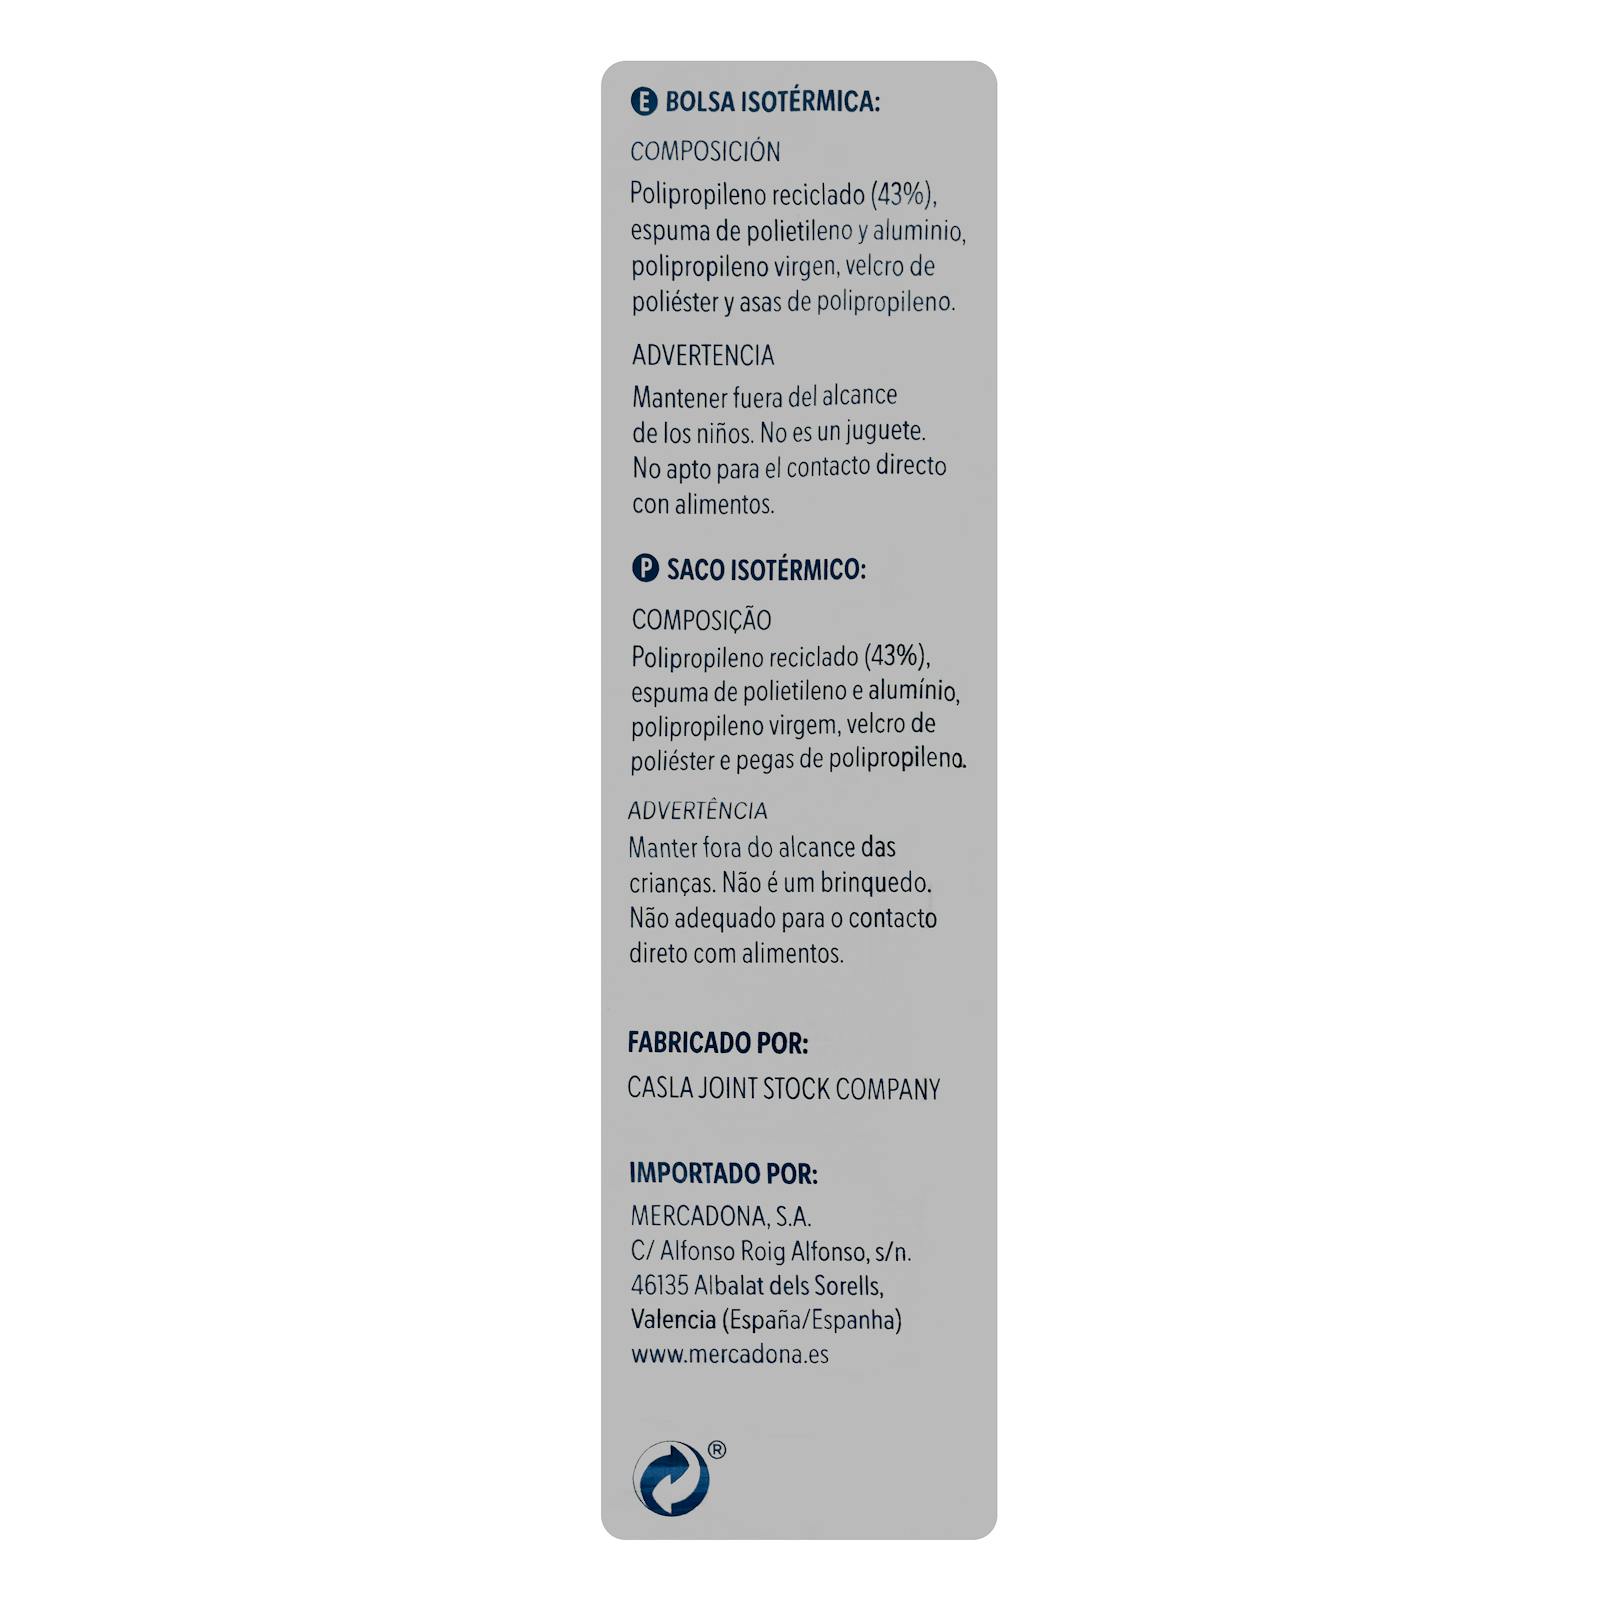 E BOLSA ISOTÉRMICA:
COMPOSICIÓN
Polipropileno reciclado (43%),
espuma de polietileno y aluminio,
polipropileno virgen, velcro de
poliéster y asas de polipropileno.
ADVERTENCIA
Mantener fuera del alcance
de los niños. No es un juguete.
No apto para el contacto directo
con alimentos.
P SACO ISOTÉRMICO:
COMPOSIÇÃO
Polipropileno reciclado (43%),
espuma de polietileno e alumínio,
polipropileno virgem, velcro de
poliéster e pegas de polipropileno.
ADVERTÊNCIA
Manter fora do alcance das
crianças. Não é um brinquedo.
Não adequado para o contacto
direto com alimentos.
FABRICADO POR:
CASLA JOINT STOCK COMPANY
IMPORTADO POR:
MERCADONA, S.A.
C/ Alfonso Roig Alfonso, s/n.
46135 Albalat dels Sorells,
Valencia (España/Espanha)
www.mercadona.es
®